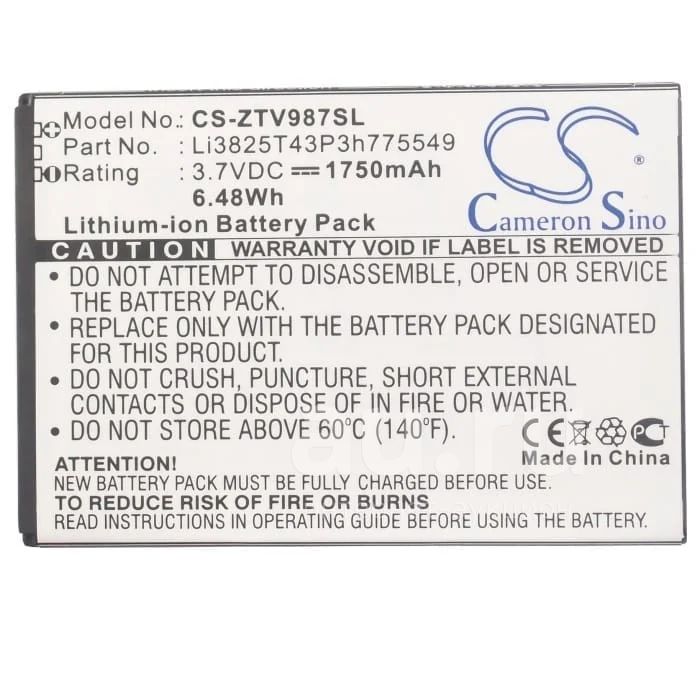 Model No.: CS-ZTV987SL
Li3825T43P3h775549
Rating : 3.7VDC 1750mAh
6.48Wh
Lithium-ion Battery Pack
CS
Cameron Sino
CAUTION WARRANTY VOID IF LABEL IS REMOVED
• DO NOT ATTEMPT TO DISASSEMBLE, OPEN OR SERVICE
THE BATTERY PACK.
• REPLACE ONLY WITH THE BATTERY PACK DESIGNATED
FOR THIS PRODUCT.
• DO NOT CRUSH, PUNCTURE, SHORT EXTERNAL
CONTACTS, OR DISPOSE OF IN FIRE OR WATER.
• DO NOT STORE ABOVE 60°C (140°F).
CE
Made In China
ATTENTION!
NEW BATTERY PACK MUST BE FULLY CHARGED BEFORE USE.
TO REDUCE RISK OF FIRE OR BURNS
READ INSTRUCTIONS IN OPERATING GUIDE BEFORE USING THE BATTERY.